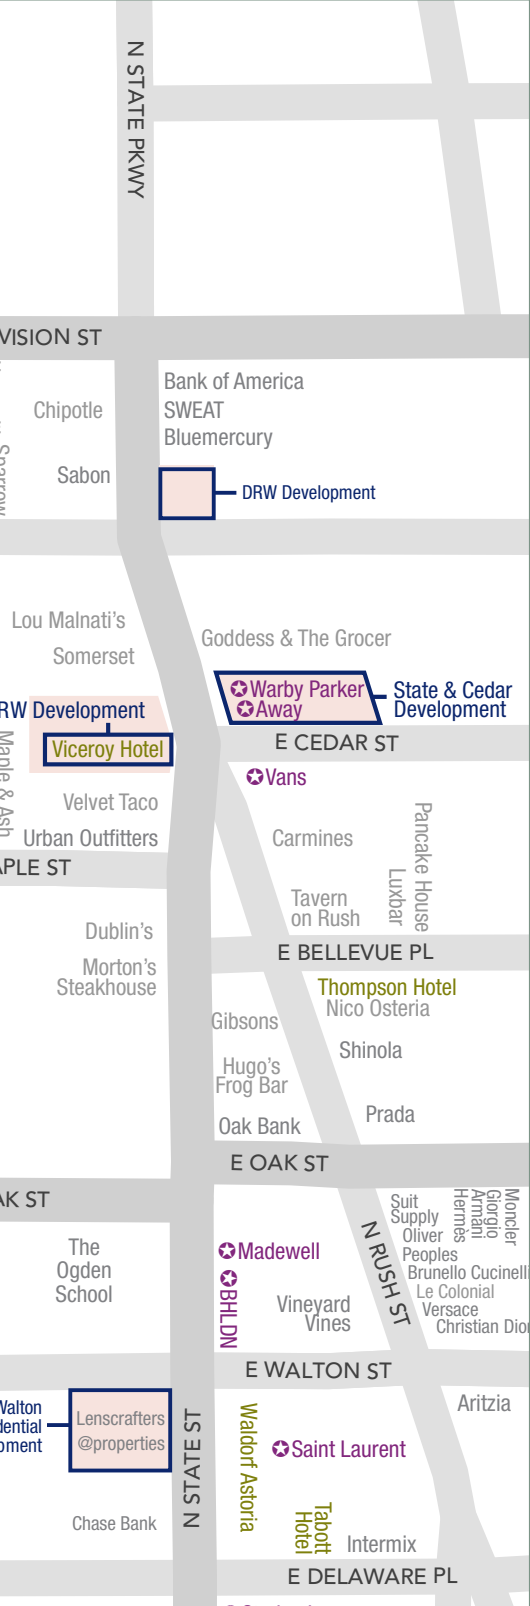 N STATE PKWY
VISION ST
Bank of America
Chipotle
SWEAT
Bluemercury
Sparrow
Sabon
DRW Development
Lou Malnati's
Goddess & The Grocer
Somerset
Warby Parker
Away
State & Cedar
Development
RW Development
Viceroy Hotel
E CEDAR ST
Maple & Ash
Vans
Velvet Taco
Urban Outfitters
Carmines
Pancake House
Luxbar
APLE ST
Tavern
on Rush
Dublin's
E BELLEVUE PL
Morton's
Steakhouse
Thompson Hotel
Nico Osteria
Gibsons
Shinola
Hugo's
Frog Bar
Prada
Oak Bank
E OAK ST
AK ST
Suit
Supply
Hermès
Giorgio
Armani
Moncler
Oliver
Peoples
N RUSH ST
The
Ogden
School
Madewell
BHLDN
Brunello Cucinelli
Le Colonial
Vineyard
Vines
Versace
Christian Dior
E WALTON ST
Walton
dential
pment
Lenscrafters
@properties
N STATE ST
Waldorf Astoria
Aritzia
Saint Laurent
Tabott
Hotel
Chase Bank
Intermix
E DELAWARE PL